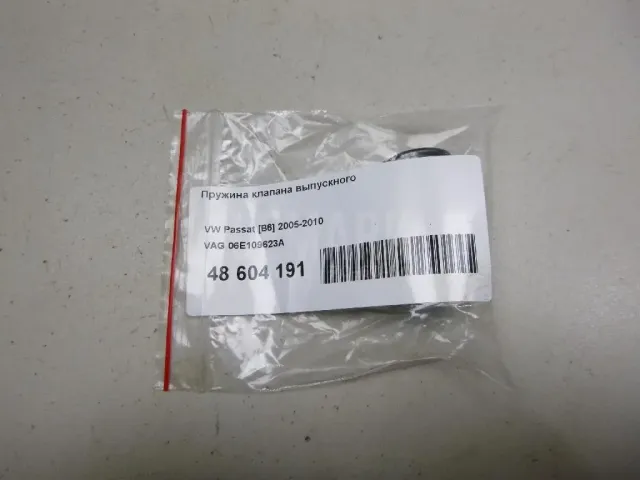 Пружина клапана выпускного
VW Passat [B6] 2005-2010
VAG 06E109623A
48 604 191